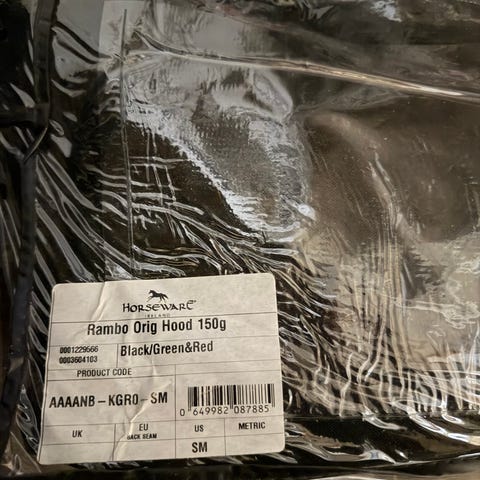 HORSEWARE
IRELAND
Rambo Orig Hood 150g
0001229566
0003604103
Black/Green&Red
PRODUCT CODE
AAAANB-KGR0-SM
0 649982 087885
UK
EU
BACK SEAM
US
METRIC
SM